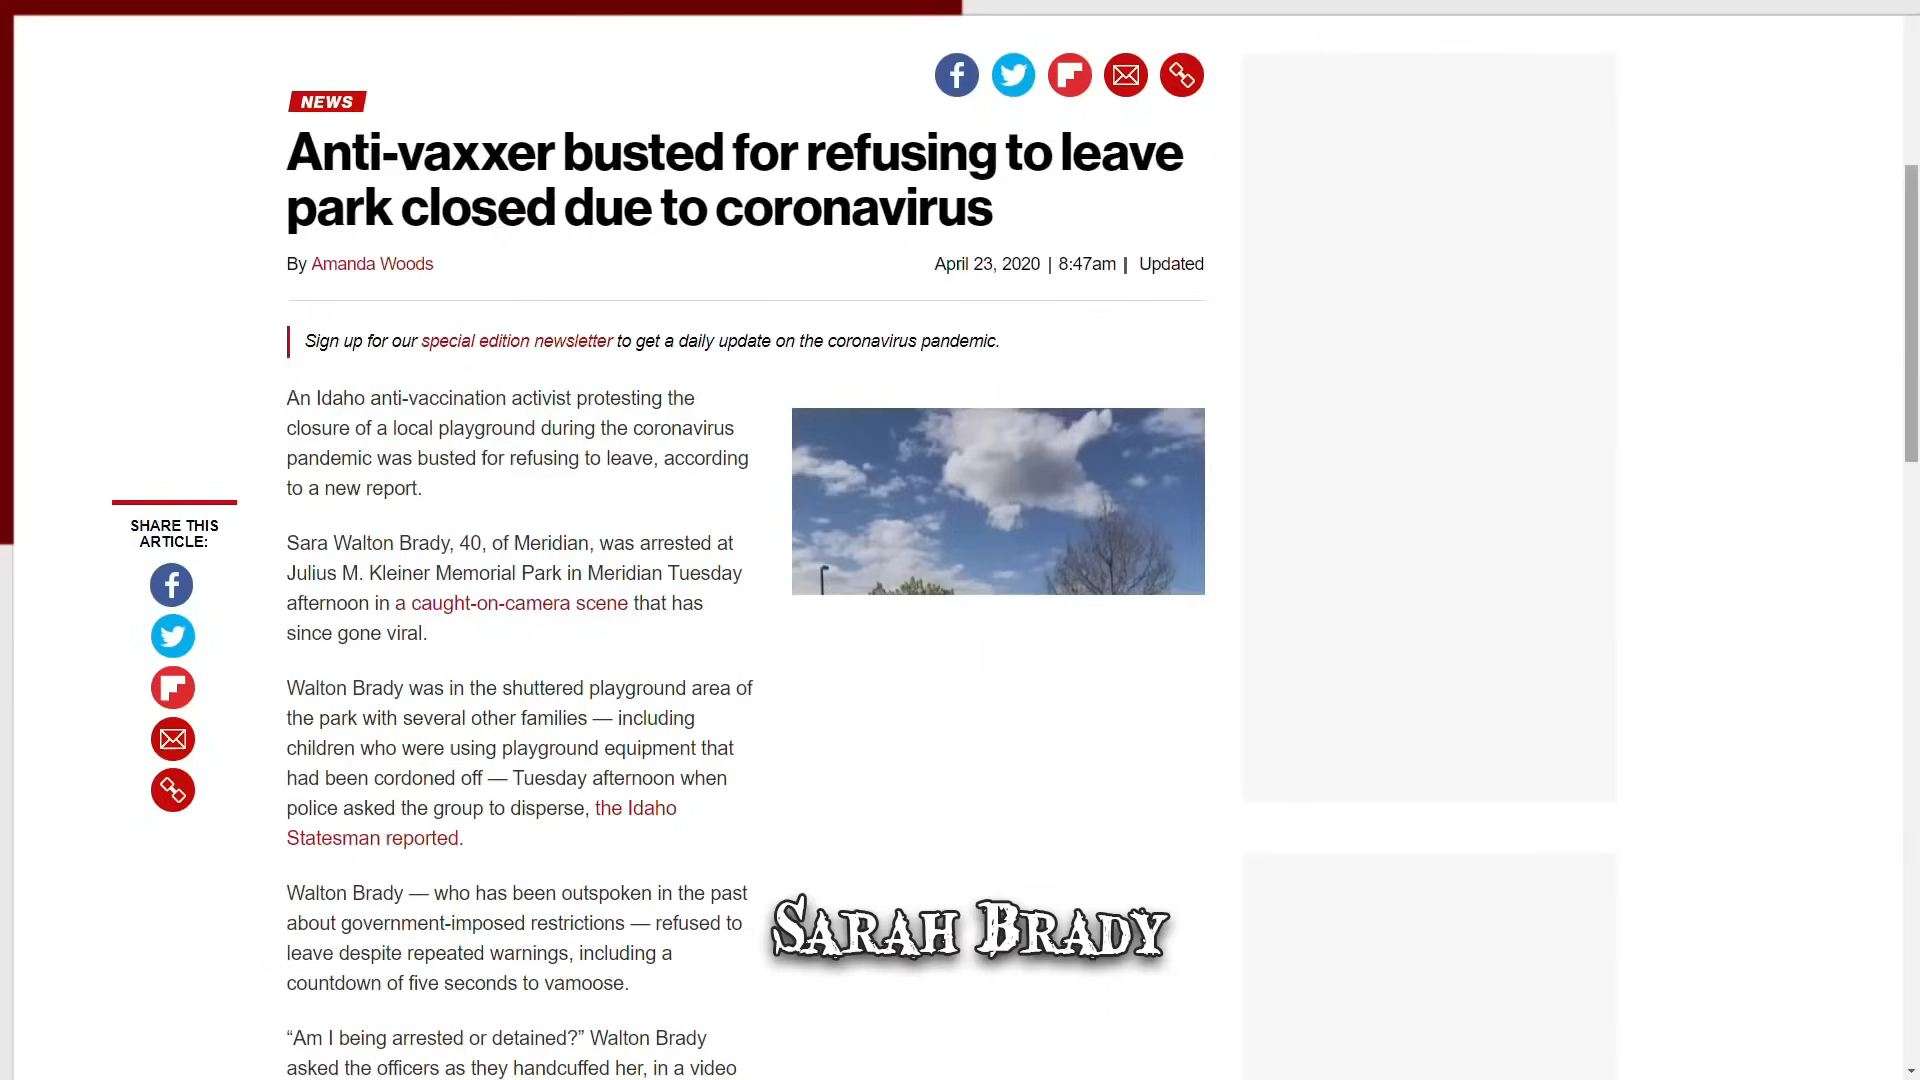 NEWS
Anti-vaxxer busted for refusing to leave
park closed due to coronavirus
By Amanda Woods
April 23, 2020 | 8:47am | Updated
Sign up for our special edition newsletter to get a daily update on the coronavirus pandemic.
An Idaho anti-vaccination activist protesting the
closure of a local playground during the coronavirus
pandemic was busted for refusing to leave, according
to a new report.
SHARE THIS
ARTICLE:
Sara Walton Brady, 40, of Meridian, was arrested at
Julius M. Kleiner Memorial Park in Meridian Tuesday
afternoon in a caught-on-camera scene that has
since gone viral.
Walton Brady was in the shuttered playground area of
the park with several other families — including
children who were using playground equipment that
had been cordoned off — Tuesday afternoon when
police asked the group to disperse, the Idaho
Statesman reported.
Walton Brady — who has been outspoken in the past
about government-imposed restrictions — refused to
leave despite repeated warnings, including a
countdown of five seconds to vamoose.
SARAH BRADY
“Am I being arrested or detained?” Walton Brady
asked the officers as they handcuffed her, in a video